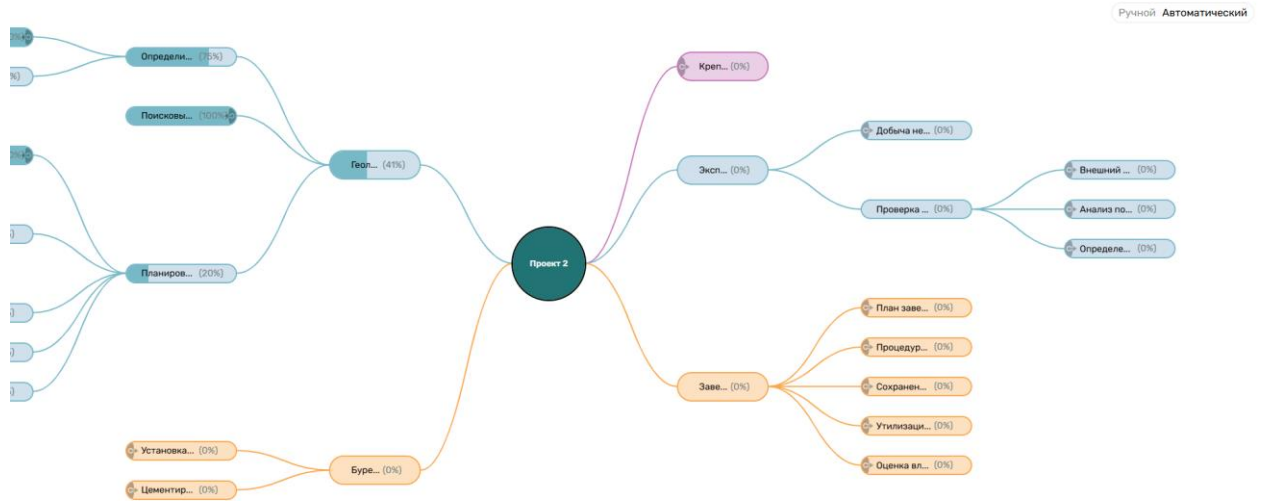 Ручной Автоматический
Определи... (75%)
Поисковы... (100%)
Геол... (41%)
Планиров... (20%)
Установка... (0%)
Буре... (0%)
Цементир... (0%)
Проект 2
Креп... (0%)
Эксп... (0%)
Добыча не... (0%)
Проверка ... (0%)
Внешний ... (0%)
Анализ по... (0%)
Определе... (0%)
Заве... (0%)
План заве... (0%)
Процедур... (0%)
Сохранен... (0%)
Утилизаци... (0%)
Оценка вл... (0%)